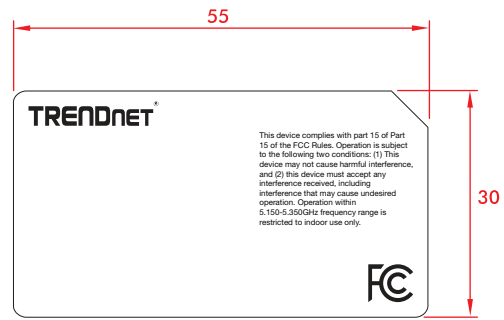 55
TRENDnet®
This device complies with part 15 of Part
15 of the FCC Rules. Operation is subject
to the following two conditions: (1) This
device may not cause harmful interference,
and (2) this device must accept any
interference received, including
interference that may cause undesired
operation. Operation within
5.150-5.350GHz frequency range is
restricted to indoor use only.
30
FC